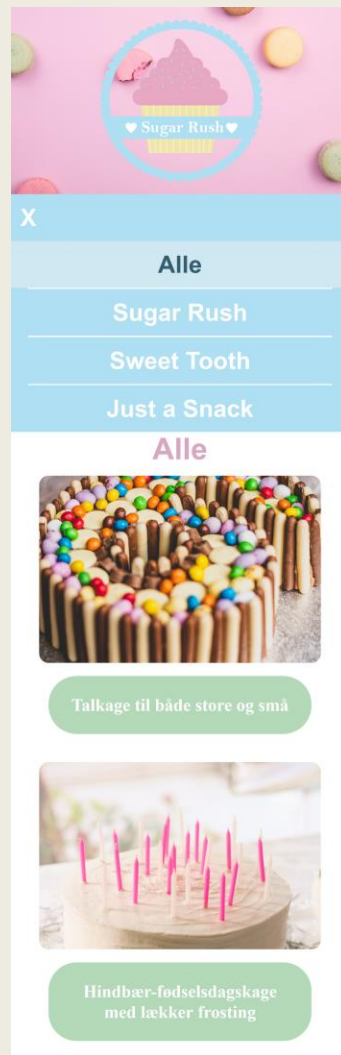 ♥ Sugar Rush ♥
X
Alle
Sugar Rush
Sweet Tooth
Just a Snack
Alle
Talkage til både store og små
Hindbær-fødselsdagskage
med lækker frosting